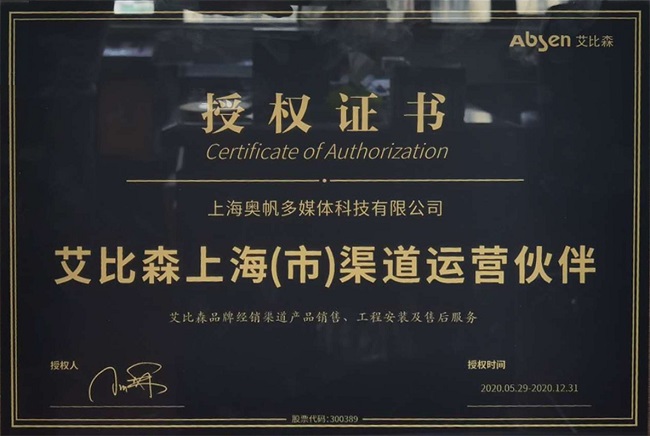 Absen 艾比森
授权证书
Certificate of Authorization
上海奥帆多媒体科技有限公司
艾比森上海(市)渠道运营伙伴
艾比森品牌经销渠道产品销售、工程安装及售后服务
授权人
授权时间
2020.05.29-2020.12.31
股票代码:300389